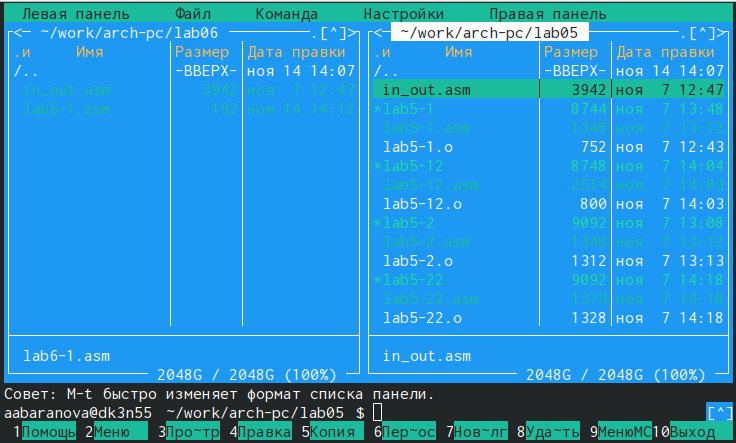 Левая панель Файл Команда Настройки Правая панель
<─ ~/work/arch-pc/lab06 .[^]> <─ ~/work/arch-pc/lab05 .[^]>
.и Имя Размер Дата правки .и Имя Размер Дата правки
/.. -ВВЕРХ- ноя 14 14:07 /.. -ВВЕРХ- ноя 14 14:07
in_out.asm 3942 ноя 7 12:47 in_out.asm 3942 ноя 7 12:47
lab6-1.asm 192 ноя 14 14:12 *lab5-1 8744 ноя 7 13:48
lab5-1.asm 1348 ноя 7 13:12
lab5-1.o 752 ноя 7 12:43
*lab5-12 8748 ноя 7 14:04
lab5-12.asm 2514 ноя 7 14:03
lab5-12.o 800 ноя 7 14:03
*lab5-2 9092 ноя 7 13:08
lab5-2.asm 1348 ноя 7 13:12
lab5-2.o 1312 ноя 7 13:13
*lab5-22 9092 ноя 7 14:18
lab5-22.asm 1379 ноя 7 14:18
lab5-22.o 1328 ноя 7 14:18
lab6-1.asm in_out.asm
2048G / 2048G (100%) 2048G / 2048G (100%)
Совет: M-t быстро изменяет формат списка панели.
aabaranova@dk3n55 ~/work/arch-pc/lab05 $ [^]
1Помощь 2Меню 3Про~тр 4Правка 5Копия 6Пер~ос 7Нов~лг 8Уда~ть 9МенюMC 10Выход